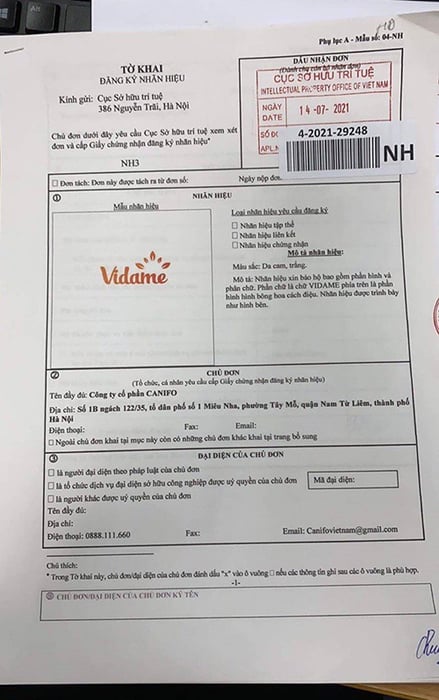 Phụ lục A - Mẫu số: 04-NH
TỜ KHAI
ĐĂNG KÝ NHÃN HIỆU
Kính gửi: Cục Sở hữu trí tuệ
386 Nguyễn Trãi, Hà Nội
Chủ đơn dưới đây yêu cầu Cục Sở hữu trí tuệ xem xét
đơn và cấp Giấy chứng nhận đăng ký nhãn hiệu*
NH3
DẤU NHẬN ĐƠN
(Dành cho cán bộ nhận đơn)
CỤC SỞ HỮU TRÍ TUỆ
INTELLECTUAL PROPERTY OFFICE OF VIET NAM
NGÀY
DATE
14-07-2021
SỐ ĐƠ
APLN
4-2021-29248
NH
☐ Đơn tách: Đơn này được tách ra từ đơn số:
Ngày nộp đơn
①
NHÃN HIỆU
Mẫu nhãn hiệu
Vidame
Loại nhãn hiệu yêu cầu đăng ký
☐ Nhãn hiệu tập thể
☐ Nhãn hiệu liên kết
☐ Nhãn hiệu chứng nhận
Mô tả nhãn hiệu:
Màu sắc: Da cam, trắng.
Mô tả: Nhãn hiệu xin bảo hộ bao gồm phần hình và
phần chữ. Phần chữ là chữ VIDAME phía trên là phần
hình hình bông hoa cách điệu. Nhãn hiệu được trình bày
như hình bên.
②
CHỦ ĐƠN
(Tổ chức, cá nhân yêu cầu cấp Giấy chứng nhận đăng ký nhãn hiệu)
Tên đầy đủ: Công ty cổ phần CANIFO
Địa chỉ: Số 1B ngách 122/35, tổ dân phố số 1 Miêu Nha, phường Tây Mỗ, quận Nam Từ Liêm, thành phố
Hà Nội
Điện thoại: Fax: Email:
☐ Ngoài chủ đơn khai tại mục này còn có những chủ đơn khác khai tại trang bổ sung
③
ĐẠI DIỆN CỦA CHỦ ĐƠN
☐ là người đại diện theo pháp luật của chủ đơn
☐ là tổ chức dịch vụ đại diện sở hữu công nghiệp được uỷ quyền của chủ đơn
Mã đại diện:
☐ là người khác được uỷ quyền của chủ đơn
Tên đầy đủ:
Địa chỉ:
Điện thoại: 0888.111.660 Fax: Email: Canifovietnam@gmail.com
Chú thích:
* Trong Tờ khai này, chủ đơn/đại diện của chủ đơn đánh dấu "x" vào ô vuông ☐ nếu các thông tin ghi sau các ô vuông là phù hợp.
-1-
CHỦ ĐƠN/ĐẠI DIỆN CỦA CHỦ ĐƠN KÝ TÊN